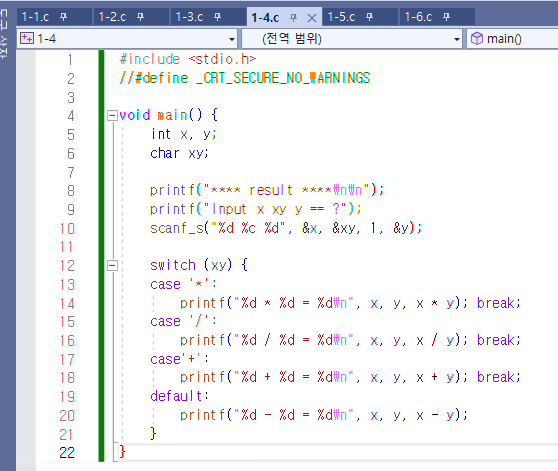 1-1.c 1-2.c 1-3.c 1-4.c 1-5.c 1-6.c
1-4 (전역 범위) main()
1 #include <stdio.h>
2 //#define _CRT_SECURE_NO_WARNINGS
3
4 void main() {
5 int x, y;
6 char xy;
7
8 printf("**** result ****₩n₩n");
9 printf("Input x xy y == ?");
10 scanf_s("%d %c %d", &x, &xy, 1, &y);
11
12 switch (xy) {
13 case '*':
14 printf("%d * %d = %d₩n", x, y, x * y); break;
15 case '/':
16 printf("%d / %d = %d₩n", x, y, x / y); break;
17 case'+':
18 printf("%d + %d = %d₩n", x, y, x + y); break;
19 default:
20 printf("%d - %d = %d₩n", x, y, x - y);
21 }
22 }